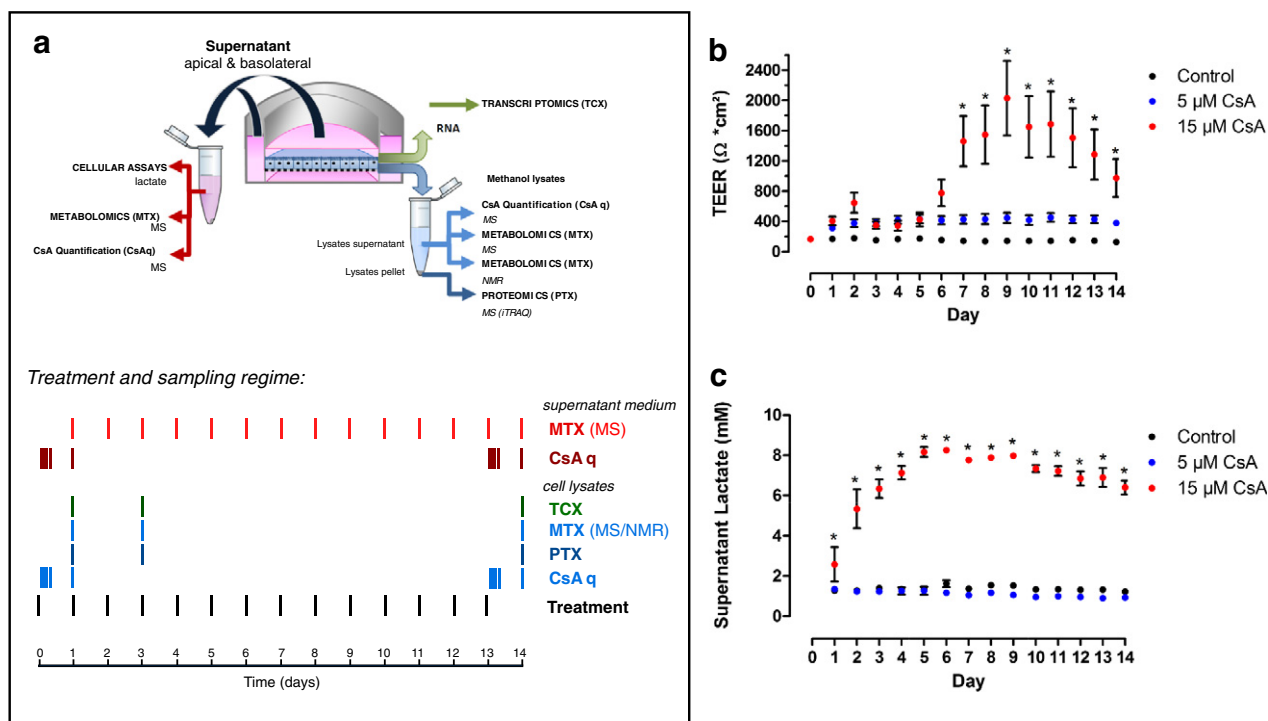 a
Supernatant
apical & basolateral
TRANSCRI PTOMICS (TCX)
RNA
CELLULAR ASSAYS
lactate
METABOLOMICS (MTX)
MS
CsA Quantification (CsAq)
MS
Methanol lysates
CsA Quantification (CsA q)
MS
Lysates supernatant
METABOLOMICS (MTX)
MS
METABOLOMICS (MTX)
Lysates pellet
NMR
PROTEOMICS (PTX)
MS (iTRAQ)
Treatment and sampling regime:
supernatant medium
MTX (MS)
CsA q
cell lysates
TCX
MTX (MS/NMR)
PTX
CsA q
Treatment
0 1 2 3 4 5 6 7 8 9 10 11 12 13 14
Time (days)
b
TEER (Ω *cm²)
2400
2000
1600
1200
800
400
0
* * * * * * * *
0 1 2 3 4 5 6 7 8 9 10 11 12 13 14
Day
Control
5 µM CsA
15 µM CsA
c
Supernatant Lactate (mM)
10
8
6
4
2
0
* * * * * * * * * * * * * *
0 1 2 3 4 5 6 7 8 9 10 11 12 13 14
Day
Control
5 µM CsA
15 µM CsA